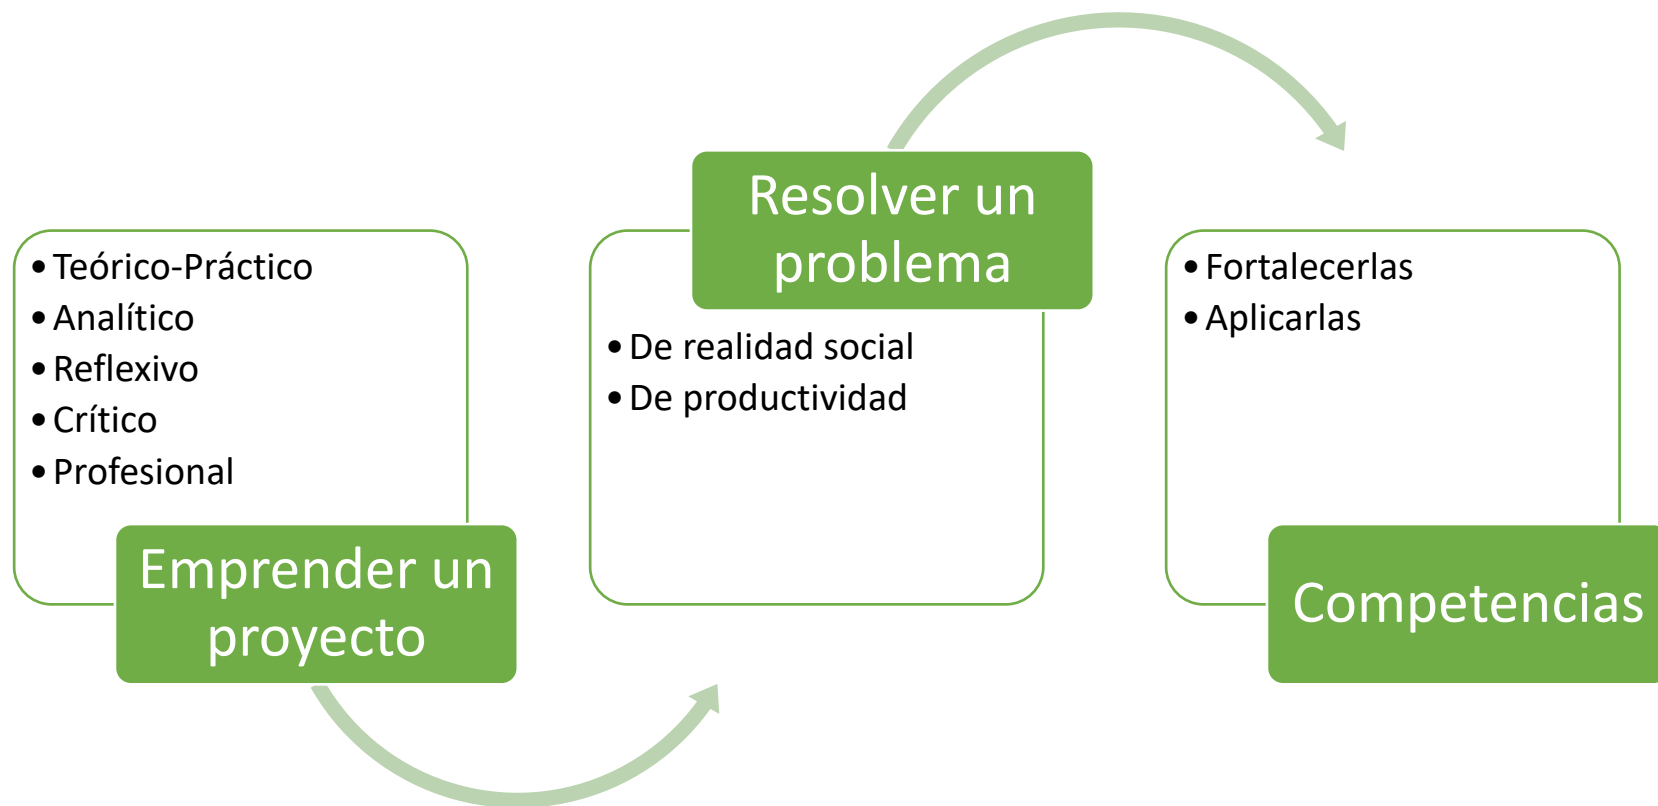 • Teórico-Práctico
• Analítico
• Reflexivo
• Crítico
• Profesional
Emprender un
proyecto
Resolver un
problema
• De realidad social
• De productividad
• Fortalecerlas
• Aplicarlas
Competencias